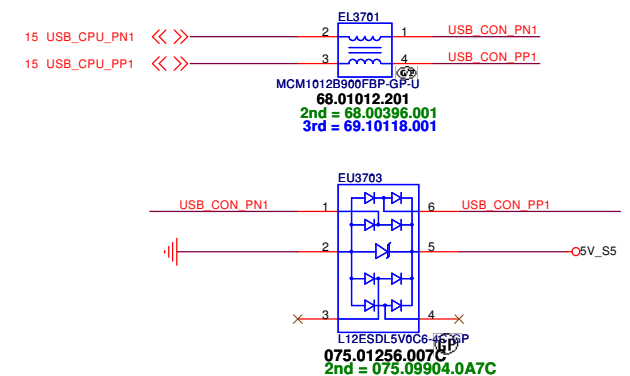 EL3701
15 USB_CPU_PN1 2 1 USB_CON_PN1
15 USB_CPU_PP1 3 4 USB_CON_PP1
MCM1012B900FBP-GP-U
GP
68.01012.201
2nd = 68.00396.001
3rd = 69.10118.001
EU3703
USB_CON_PN1 1 6 USB_CON_PP1
2 5 5V_S5
3 4
GP
075.01256.007C
2nd = 075.09904.0A7C